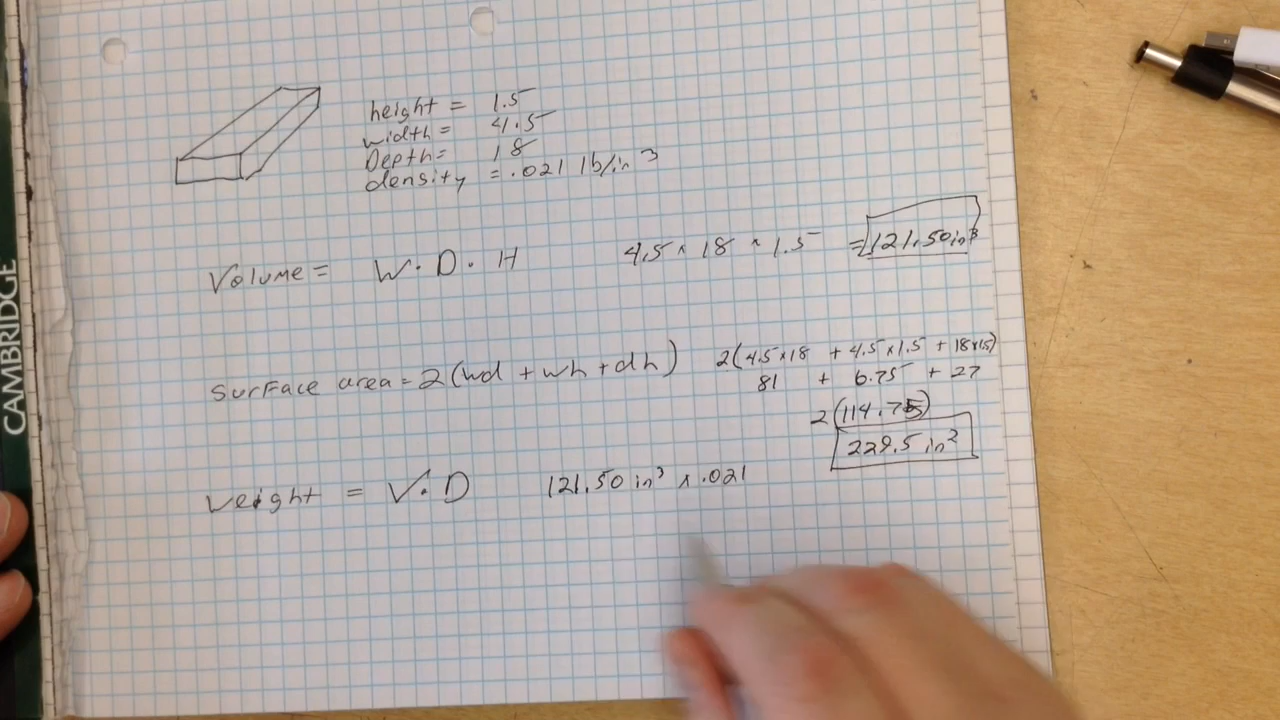 CAMBRIDGE
height = 1.5
width = 4.5
Depth = 18
density = .021 lb/in³
Volume = W · D · H 4.5 × 18 × 1.5 = 121.50 in³
Surface area = 2(wd + wh + dh) 2(4.5×18 + 4.5×1.5 + 18×1.5)
81 + 6.75 + 27
2(114.75)
229.5 in²
weight = V · D 121.50 in³ × .021